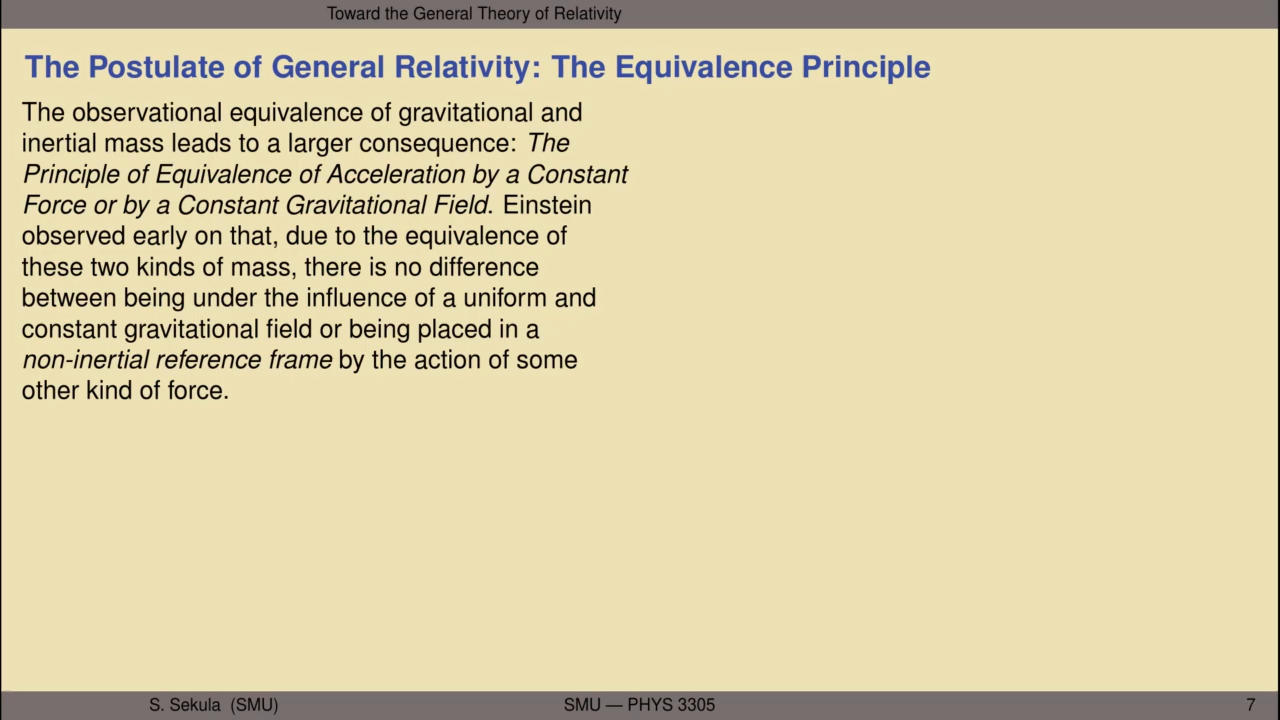 Toward the General Theory of Relativity
The Postulate of General Relativity: The Equivalence Principle
The observational equivalence of gravitational and
inertial mass leads to a larger consequence: The
Principle of Equivalence of Acceleration by a Constant
Force or by a Constant Gravitational Field. Einstein
observed early on that, due to the equivalence of
these two kinds of mass, there is no difference
between being under the influence of a uniform and
constant gravitational field or being placed in a
non-inertial reference frame by the action of some
other kind of force.
S. Sekula (SMU)
SMU — PHYS 3305
7